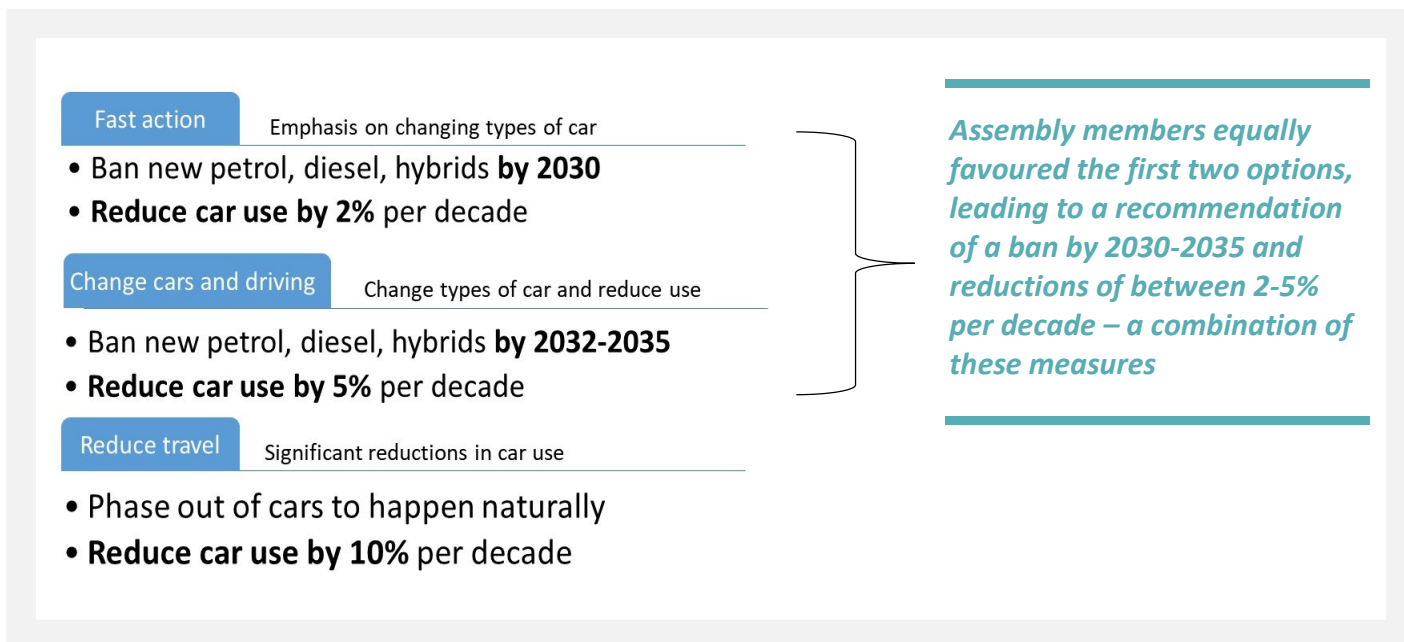 Fast action
Emphasis on changing types of car
• Ban new petrol, diesel, hybrids by 2030
• Reduce car use by 2% per decade
Change cars and driving
Change types of car and reduce use
• Ban new petrol, diesel, hybrids by 2032-2035
• Reduce car use by 5% per decade
Reduce travel
Significant reductions in car use
• Phase out of cars to happen naturally
• Reduce car use by 10% per decade
Assembly members equally
favoured the first two options,
leading to a recommendation
of a ban by 2030-2035 and
reductions of between 2-5%
per decade – a combination of
these measures